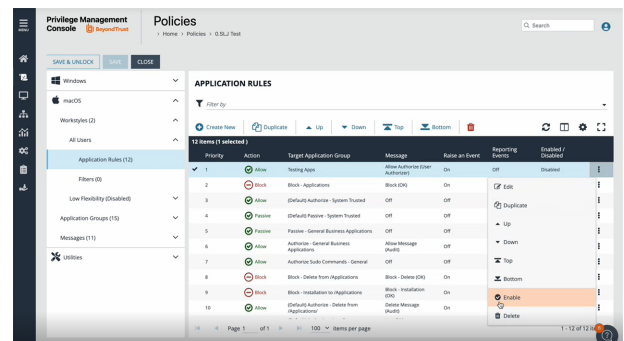 MENU
Privilege Management
Console BeyondTrust
Policies
> Home > Policies > 0.SLJ Test
Search
SAVE & UNLOCK
SAVE
CLOSE
Windows
macOS
Workstyles (2)
All Users
Application Rules (12)
Filters (0)
Low Flexibility (Disabled)
Application Groups (15)
Messages (11)
Utilities
APPLICATION RULES
Filter by
Create New Duplicate Up Down Top Bottom
12 items (1 selected )
Priority Action Target Application Group Message Raise an Event Reporting Events Enabled / Disabled
1 Allow Testing Apps Allow Authorize (User Authorizer) On Off Disabled
2 Block Block - Applications Block (OK) On
3 Allow (Default) Authorize - System Trusted Off Off
4 Passive (Default) Passive - System Trusted Off Off
5 Passive Passive - General Business Applications Off Off
6 Allow Authorize - General Business Applications Allow Message (Audit) Off
7 Allow Authorize Sudo Commands - General Off Off
8 Block Block - Delete from /Applications Block - Delete (OK) On
9 Block Block - Installation to /Applications Block - Installation (OK) On
10 Allow (Default) Authorize - Delete from /Applications/ Delete Message (Audit) On
Edit
Duplicate
Up
Down
Top
Bottom
Enable
Delete
Page 1 of 1 100 items per page
1 - 12 of 12